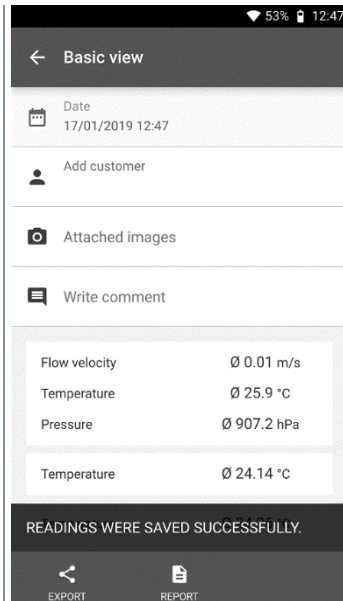 53% 12:47
Basic view
Date
17/01/2019 12:47
Add customer
Attached images
Write comment
Flow velocity Ø 0.01 m/s
Temperature Ø 25.9 °C
Pressure Ø 907.2 hPa
Temperature Ø 24.14 °C
READINGS WERE SAVED SUCCESSFULLY.
EXPORT REPORT